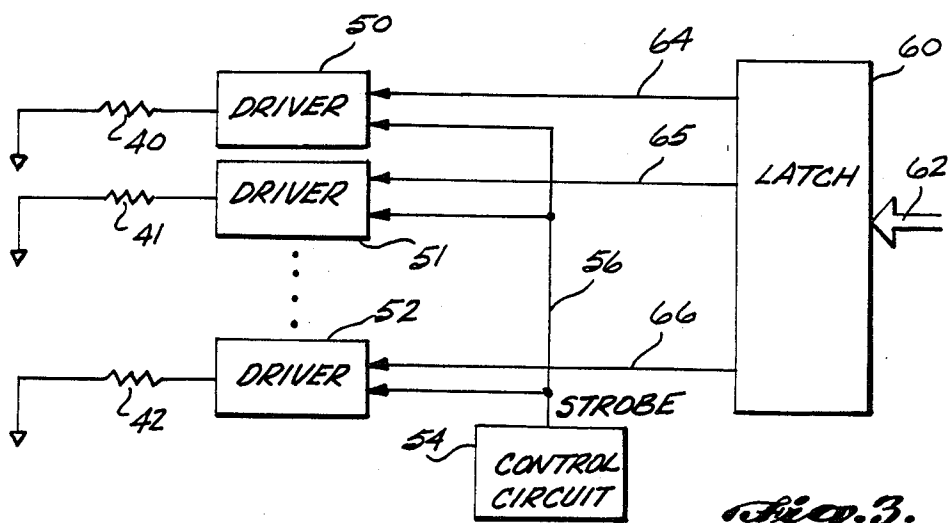 50
64
60
DRIVER
40
65
DRIVER
41
51
LATCH
62
56
52
66
DRIVER
42
STROBE
54
CONTROL
CIRCUIT
Fig. 3.